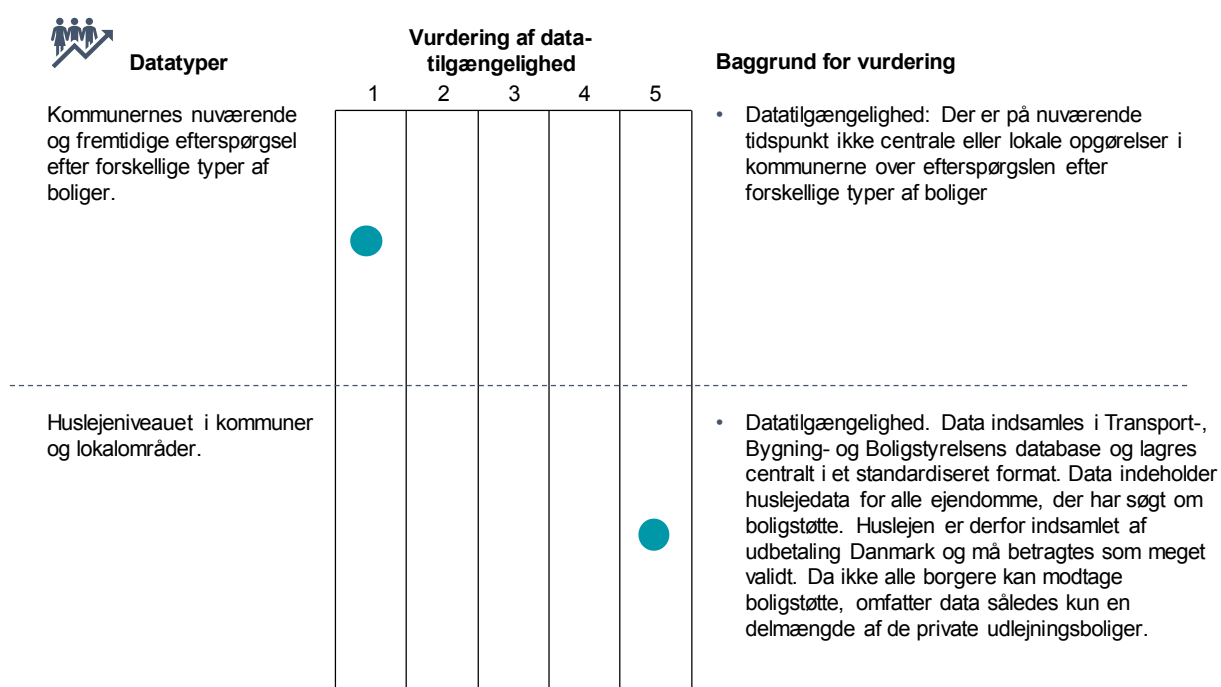 Datatyper
Vurdering af data-
tilgængelighed
Baggrund for vurdering
1 2 3 4 5
Kommunernes nuværende
og fremtidige efterspørgsel
efter forskellige typer af
boliger.
• Datatilgængelighed: Der er på nuværende
tidspunkt ikke centrale eller lokale opgørelser i
kommunerne over efterspørgslen efter
forskellige typer af boliger
Huslejeniveauet i kommuner
og lokalområder.
• Datatilgængelighed. Data indsamles i Transport-,
Bygning- og Boligstyrelsens database og lagres
centralt i et standardiseret format. Data indeholder
huslejedata for alle ejendomme, der har søgt om
boligstøtte. Huslejen er derfor indsamlet af
udbetaling Danmark og må betragtes som meget
validt. Da ikke alle borgere kan modtage
boligstøtte, omfatter data således kun en
delmængde af de private udlejningsboliger.